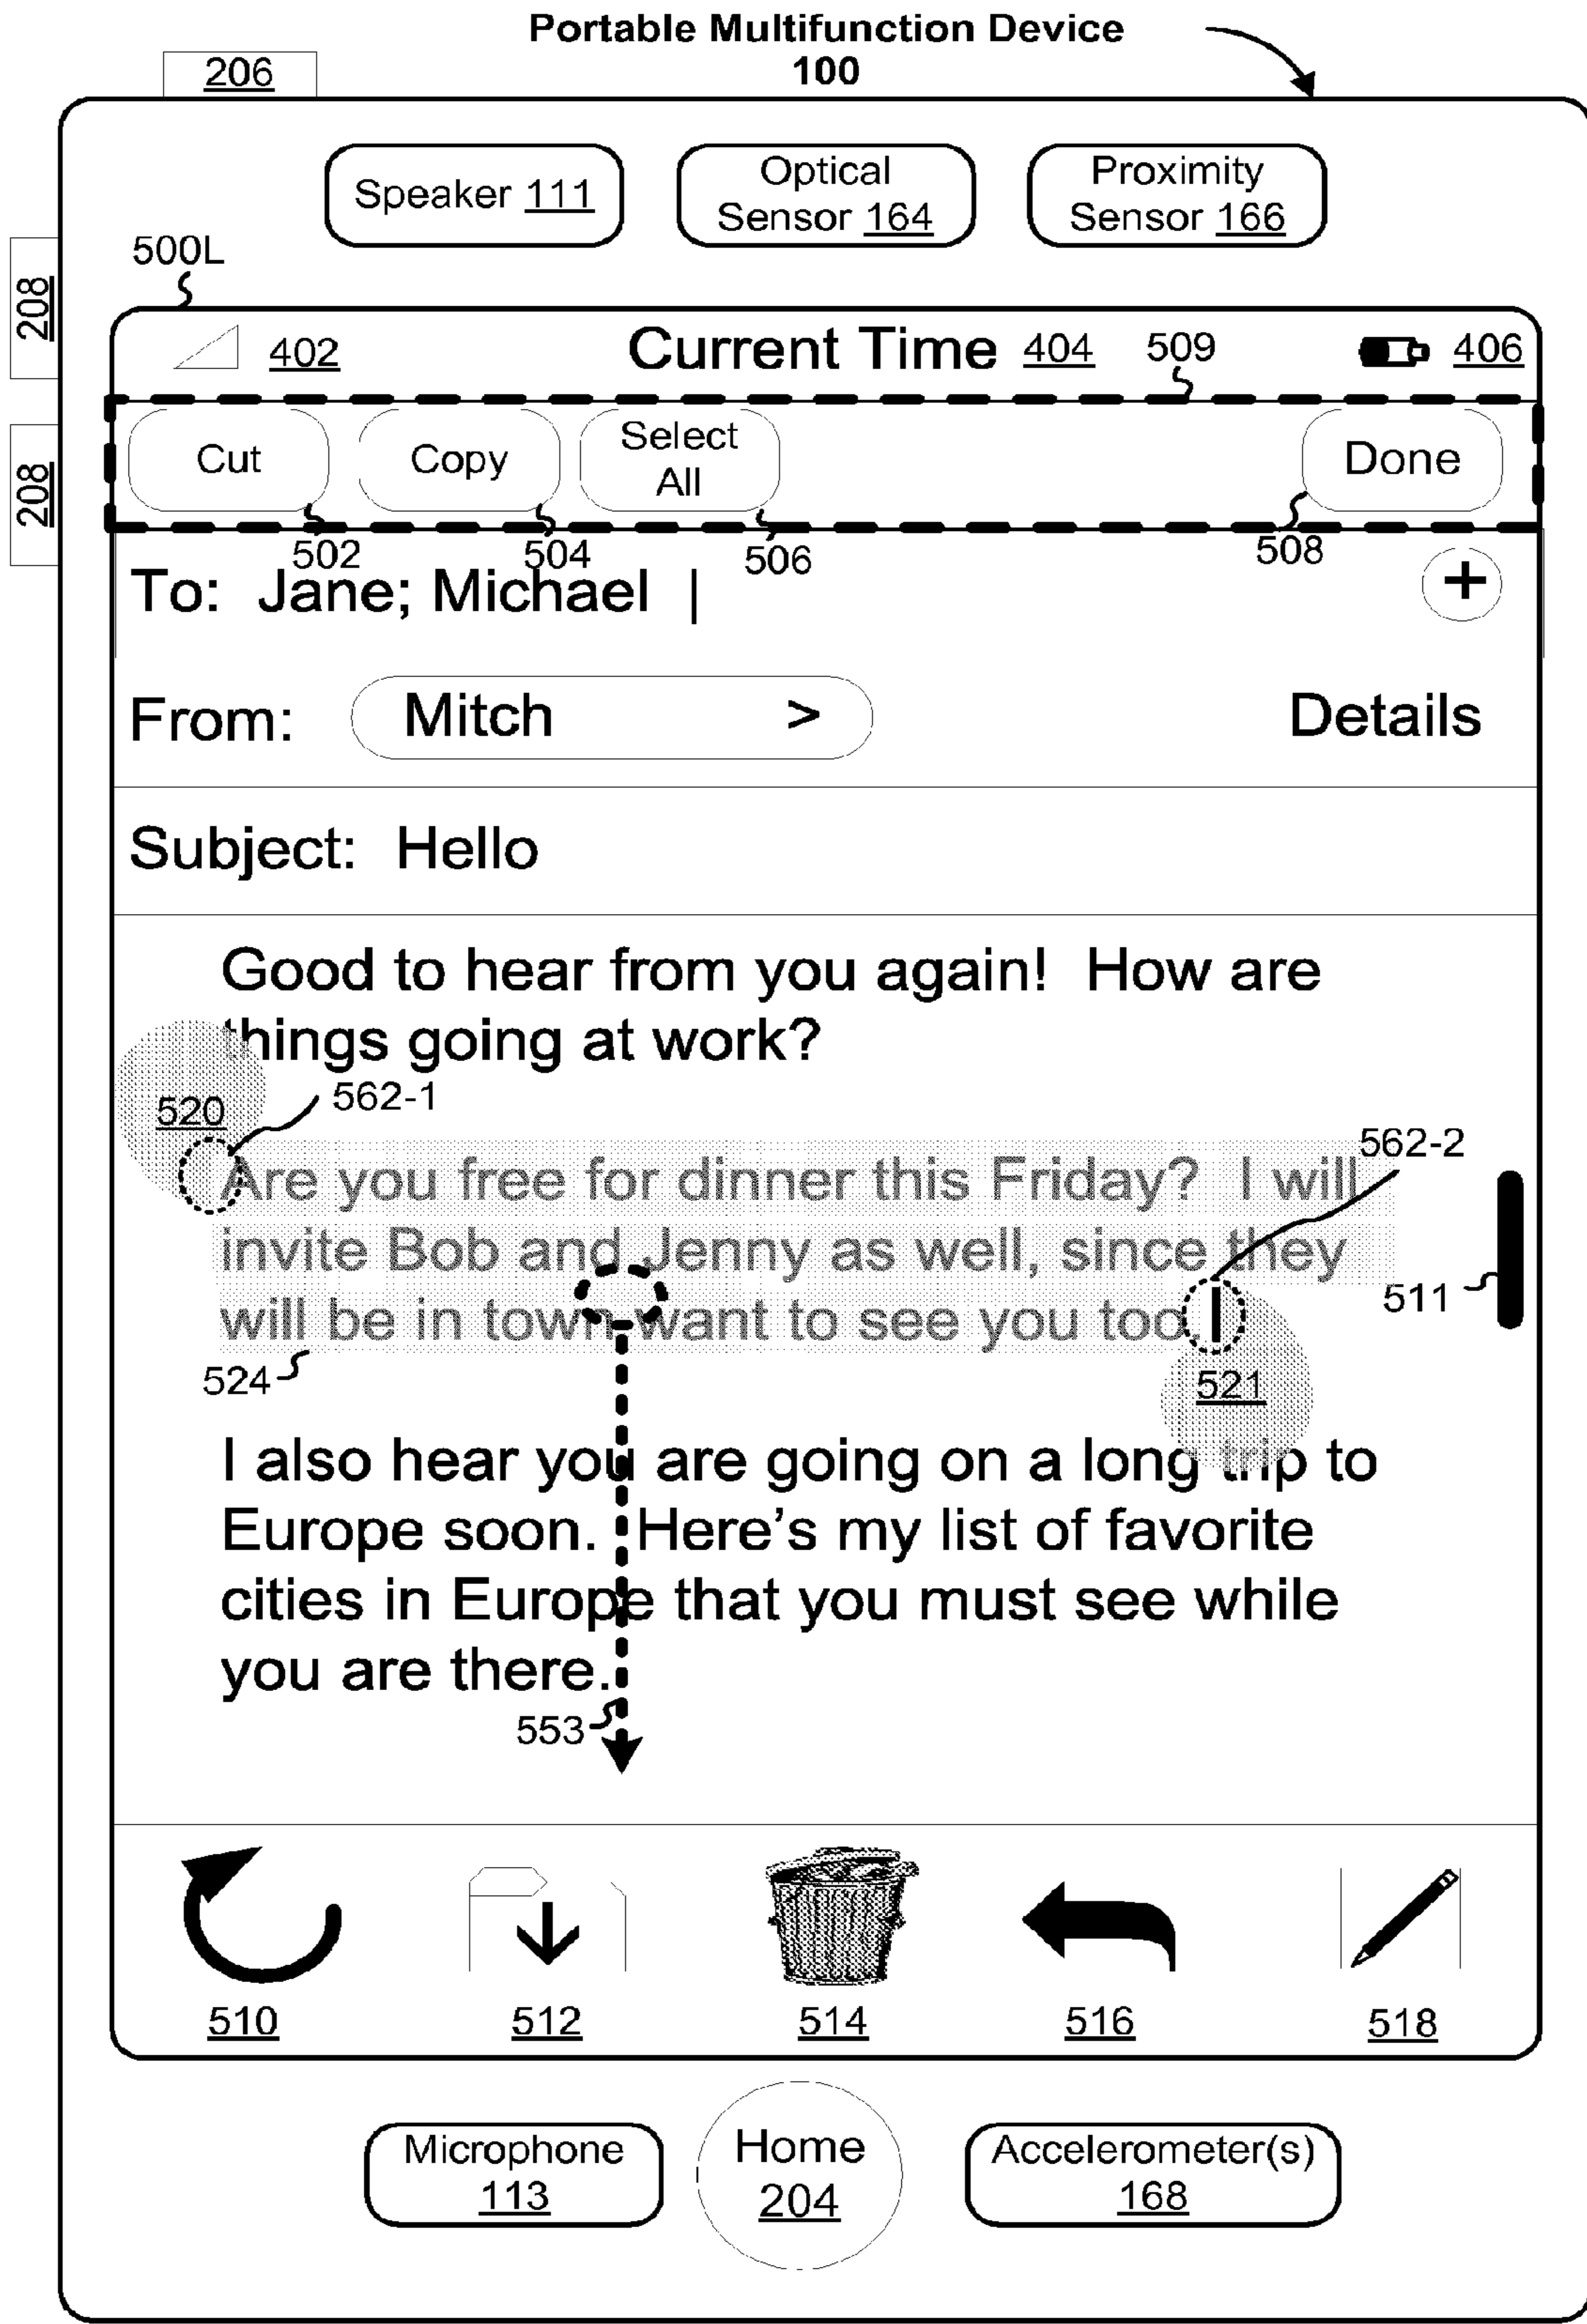 Portable Multifunction Device
100
206
Speaker 111
Optical
Sensor 164
Proximity
Sensor 166
500L
208
208
402
Current Time 404
509
406
Cut
Copy
Select
All
Done
502
504
506
508
To: Jane; Michael |
+
From: Mitch >
Details
Subject: Hello
Good to hear from you again! How are
things going at work?
520
562-1
562-2
Are you free for dinner this Friday? I will
invite Bob and Jenny as well, since they
511
will be in town want to see you too.
524
521
I also hear you are going on a long trip to
Europe soon. Here's my list of favorite
cities in Europe that you must see while
you are there.
553
510
512
514
516
518
Microphone
113
Home
204
Accelerometer(s)
168